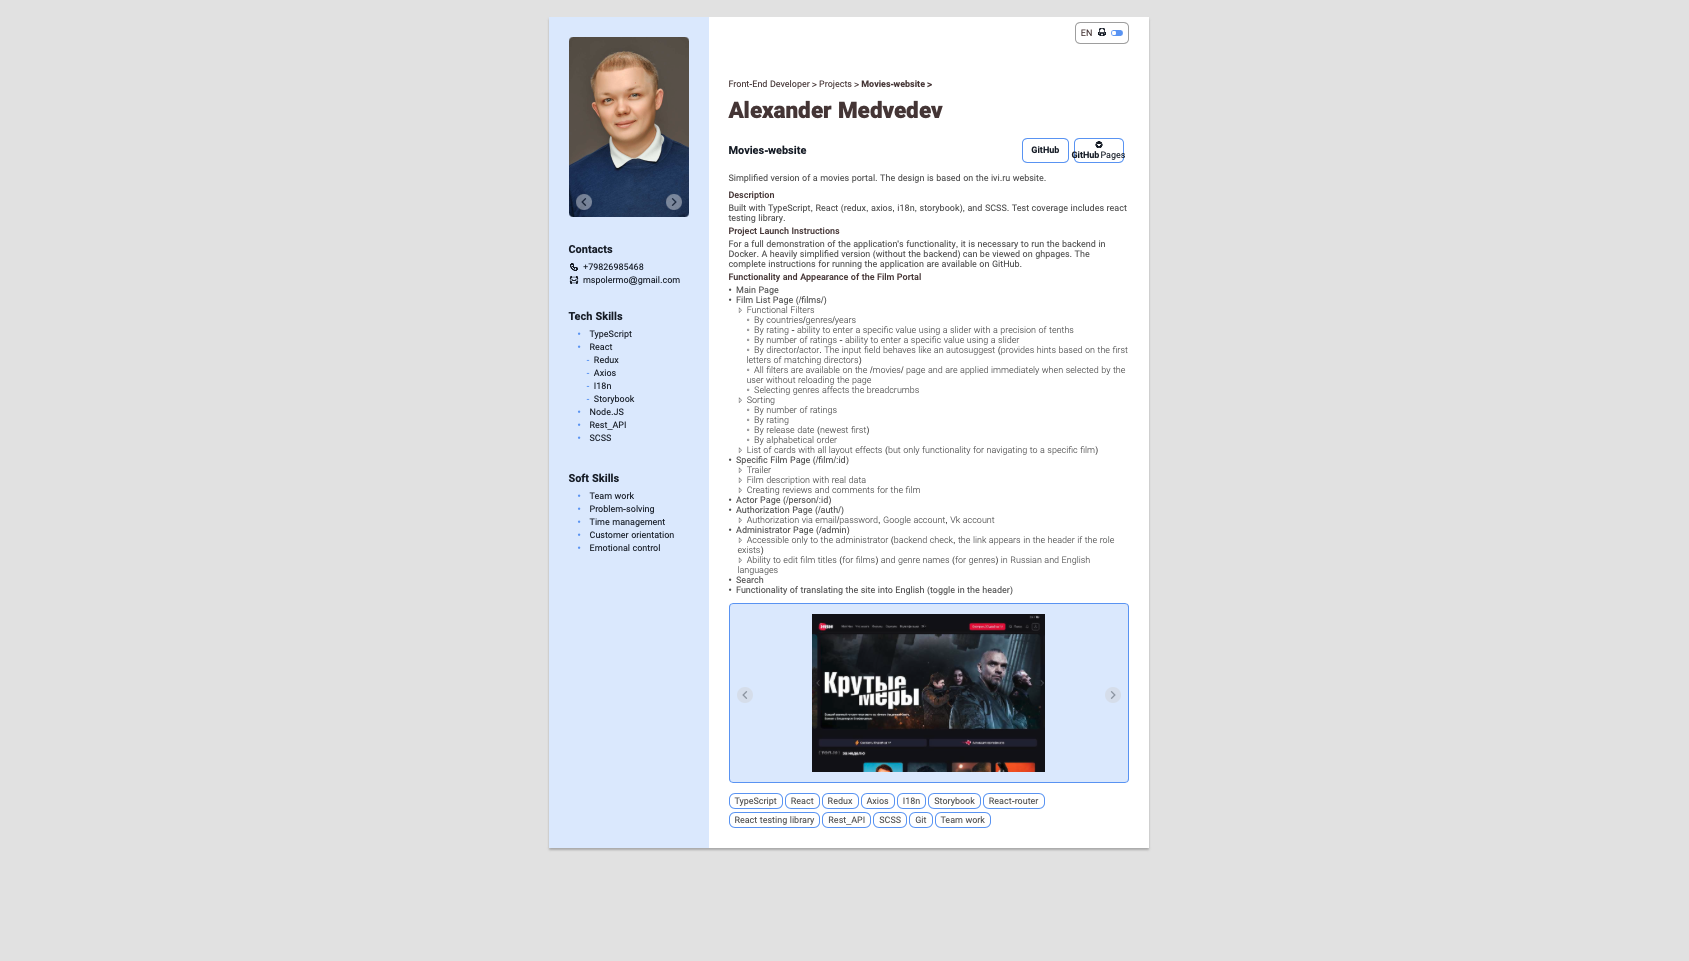 EN
Front-End Developer > Projects > Movies-website >
Alexander Medvedev
Movies-website
GitHub
GitHub Pages
Simplified version of a movies portal. The design is based on the ivi.ru website.
Description
Built with TypeScript, React (redux, axios, i18n, storybook), and SCSS. Test coverage includes react
testing library.
Project Launch Instructions
For a full demonstration of the application's functionality, it is necessary to run the backend in
Docker. A heavily simplified version (without the backend) can be viewed on ghpages. The
complete instructions for running the application are available on GitHub.
Functionality and Appearance of the Film Portal
• Main Page
• Film List Page (/films/)
Functional Filters
• By countries/genres/years
• By rating - ability to enter a specific value using a slider with a precision of tenths
• By number of ratings - ability to enter a specific value using a slider
• By director/actor. The input field behaves like an autosuggest (provides hints based on the first
letters of matching directors)
• All filters are available on the /movies/ page and are applied immediately when selected by the
user without reloading the page
• Selecting genres affects the breadcrumbs
Sorting
• By number of ratings
• By rating
• By release date (newest first)
• By alphabetical order
List of cards with all layout effects (but only functionality for navigating to a specific film)
• Specific Film Page (/film/:id)
Trailer
Film description with real data
Creating reviews and comments for the film
• Actor Page (/person/:id)
• Authorization Page (/auth/)
Authorization via email/password, Google account, Vk account
• Administrator Page (/admin)
Accessible only to the administrator (backend check, the link appears in the header if the role
exists)
Ability to edit film titles (for films) and genre names (for genres) in Russian and English
languages
• Search
• Functionality of translating the site into English (toggle in the header)
Крутые
меры
TypeScript
React
Redux
Axios
I18n
Storybook
React-router
React testing library
Rest_API
SCSS
Git
Team work
Contacts
+79826985468
mspolermo@gmail.com
Tech Skills
• TypeScript
• React
- Redux
- Axios
- I18n
- Storybook
• Node.JS
• Rest_API
• SCSS
Soft Skills
• Team work
• Problem-solving
• Time management
• Customer orientation
• Emotional control